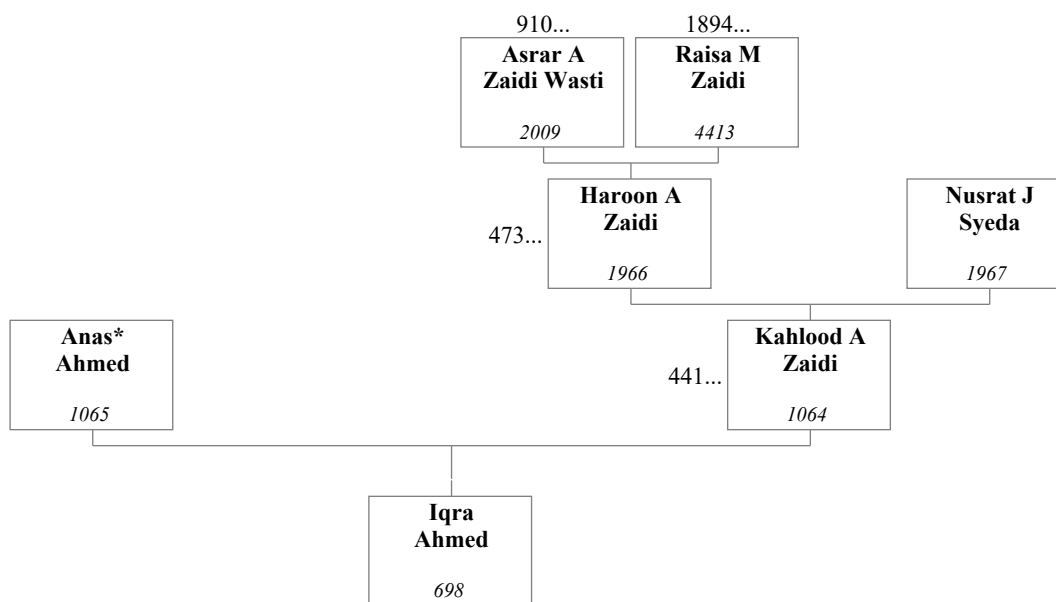 910...
1894...
Asrar A
Zaidi Wasti
2009
Raisa M
Zaidi
4413
Haroon A
Zaidi
1966
473...
Nusrat J
Syeda
1967
Anas*
Ahmed
1065
441...
Kahlood A
Zaidi
1064
Iqra
Ahmed
698